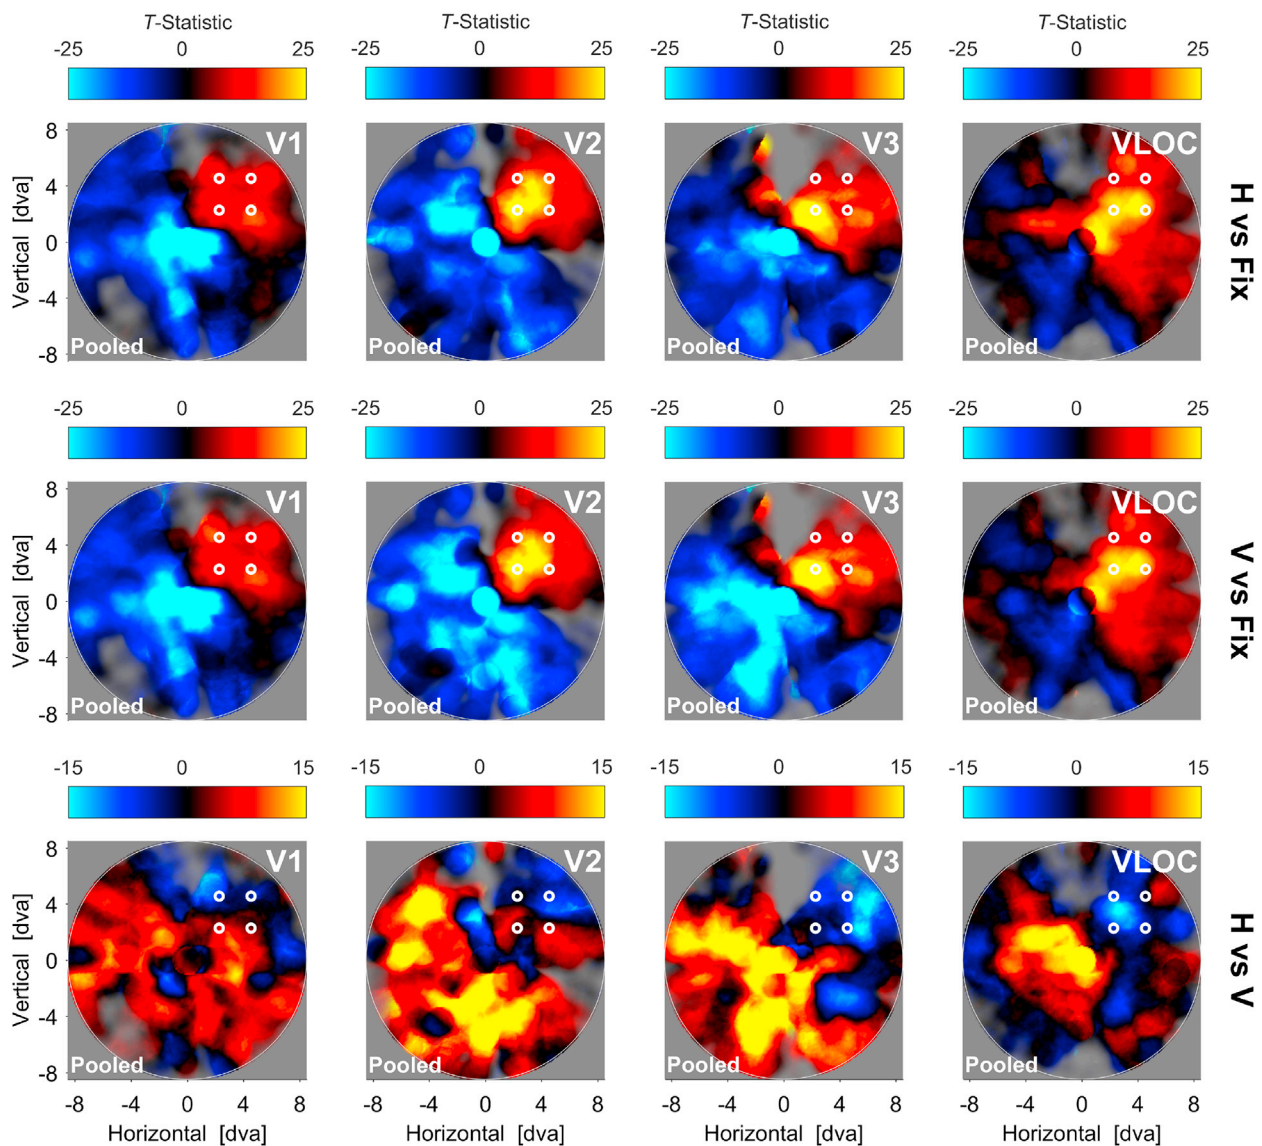 T-Statistic T-Statistic T-Statistic T-Statistic
-25 0 25 -25 0 25 -25 0 25 -25 0 25
V1 V2 V3 VLOC
8
4
0
-4
-8
Vertical [dva]
Pooled Pooled Pooled Pooled
H vs Fix
-25 0 25 -25 0 25 -25 0 25 -25 0 25
V1 V2 V3 VLOC
8
4
0
-4
-8
Vertical [dva]
Pooled Pooled Pooled Pooled
V vs Fix
-15 0 15 -15 0 15 -15 0 15 -15 0 15
V1 V2 V3 VLOC
8
4
0
-4
-8
Vertical [dva]
Pooled Pooled Pooled Pooled
H vs V
-8 -4 0 4 8 -8 -4 0 4 8 -8 -4 0 4 8 -8 -4 0 4 8
Horizontal [dva] Horizontal [dva] Horizontal [dva] Horizontal [dva]